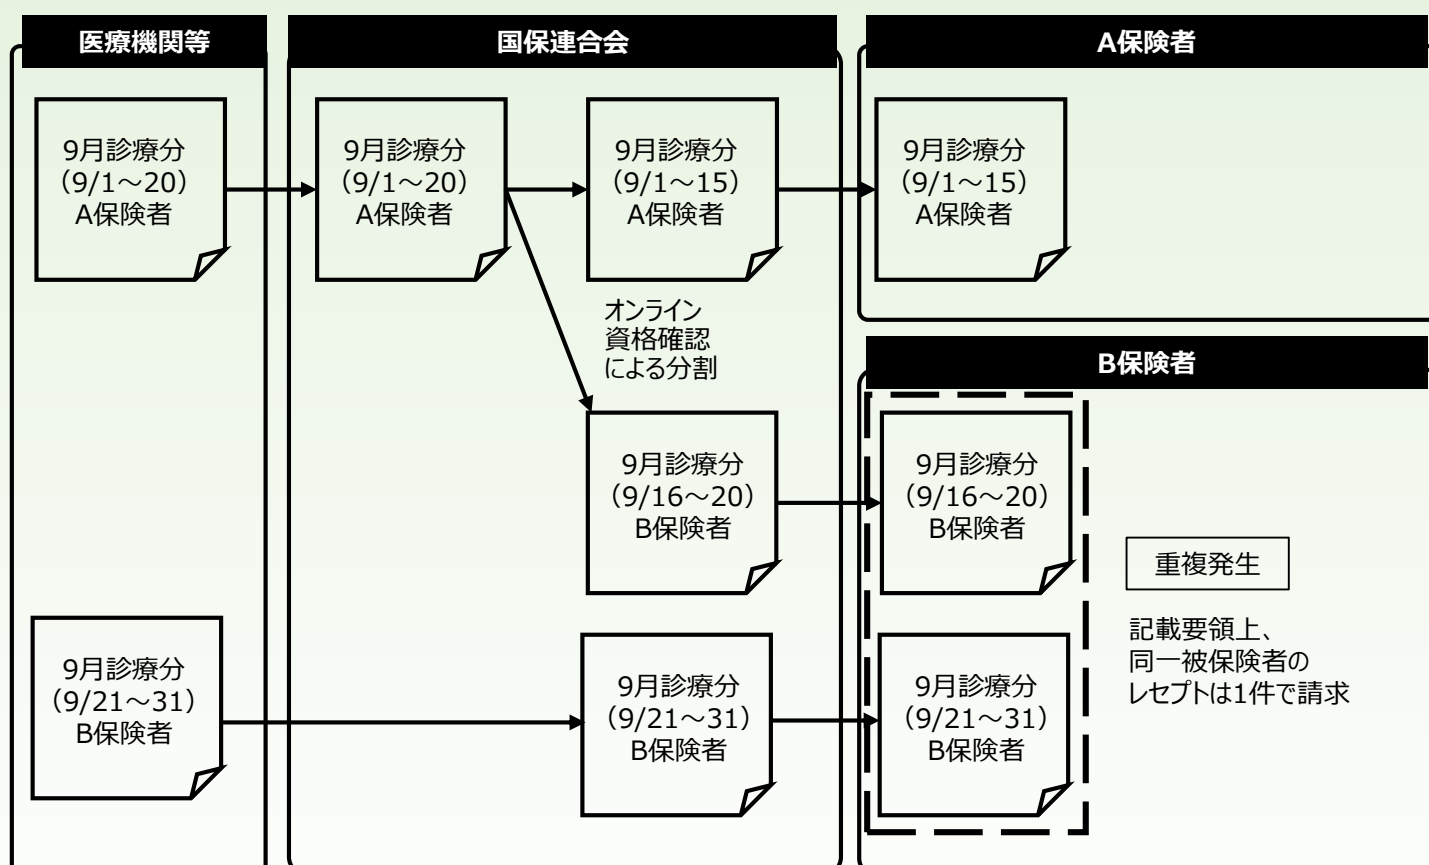 医療機関等
国保連合会
A保険者
9月診療分
（9/1～20）
A保険者
9月診療分
（9/1～20）
A保険者
9月診療分
（9/1～15）
A保険者
9月診療分
（9/1～15）
A保険者
オンライン
資格確認
による分割
B保険者
9月診療分
（9/16～20）
B保険者
9月診療分
（9/16～20）
B保険者
重複発生
記載要領上、
同一被保険者の
レセプトは1件で請求
9月診療分
（9/21～31）
B保険者
9月診療分
（9/21～31）
B保険者
9月診療分
（9/21～31）
B保険者